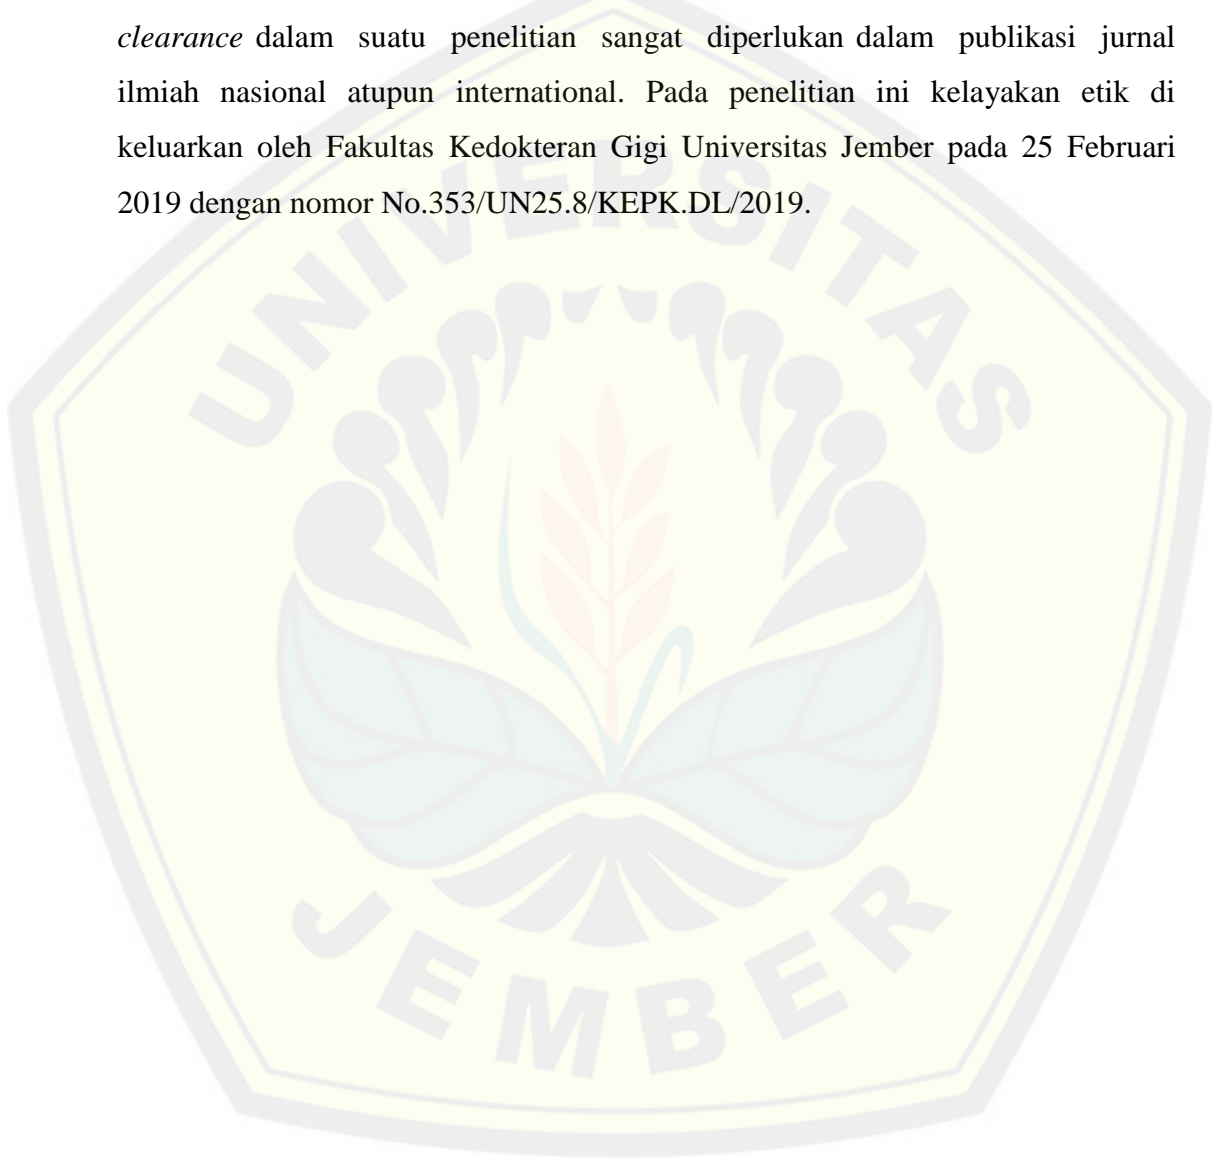 clearance dalam suatu penelitian sangat diperlukan dalam publikasi jurnal
ilmiah nasional atupun international. Pada penelitian ini kelayakan etik di
keluarkan oleh Fakultas Kedokteran Gigi Universitas Jember pada 25 Februari
2019 dengan nomor No.353/UN25.8/KEPK.DL/2019.
UNIVERSITAS
JEMBER